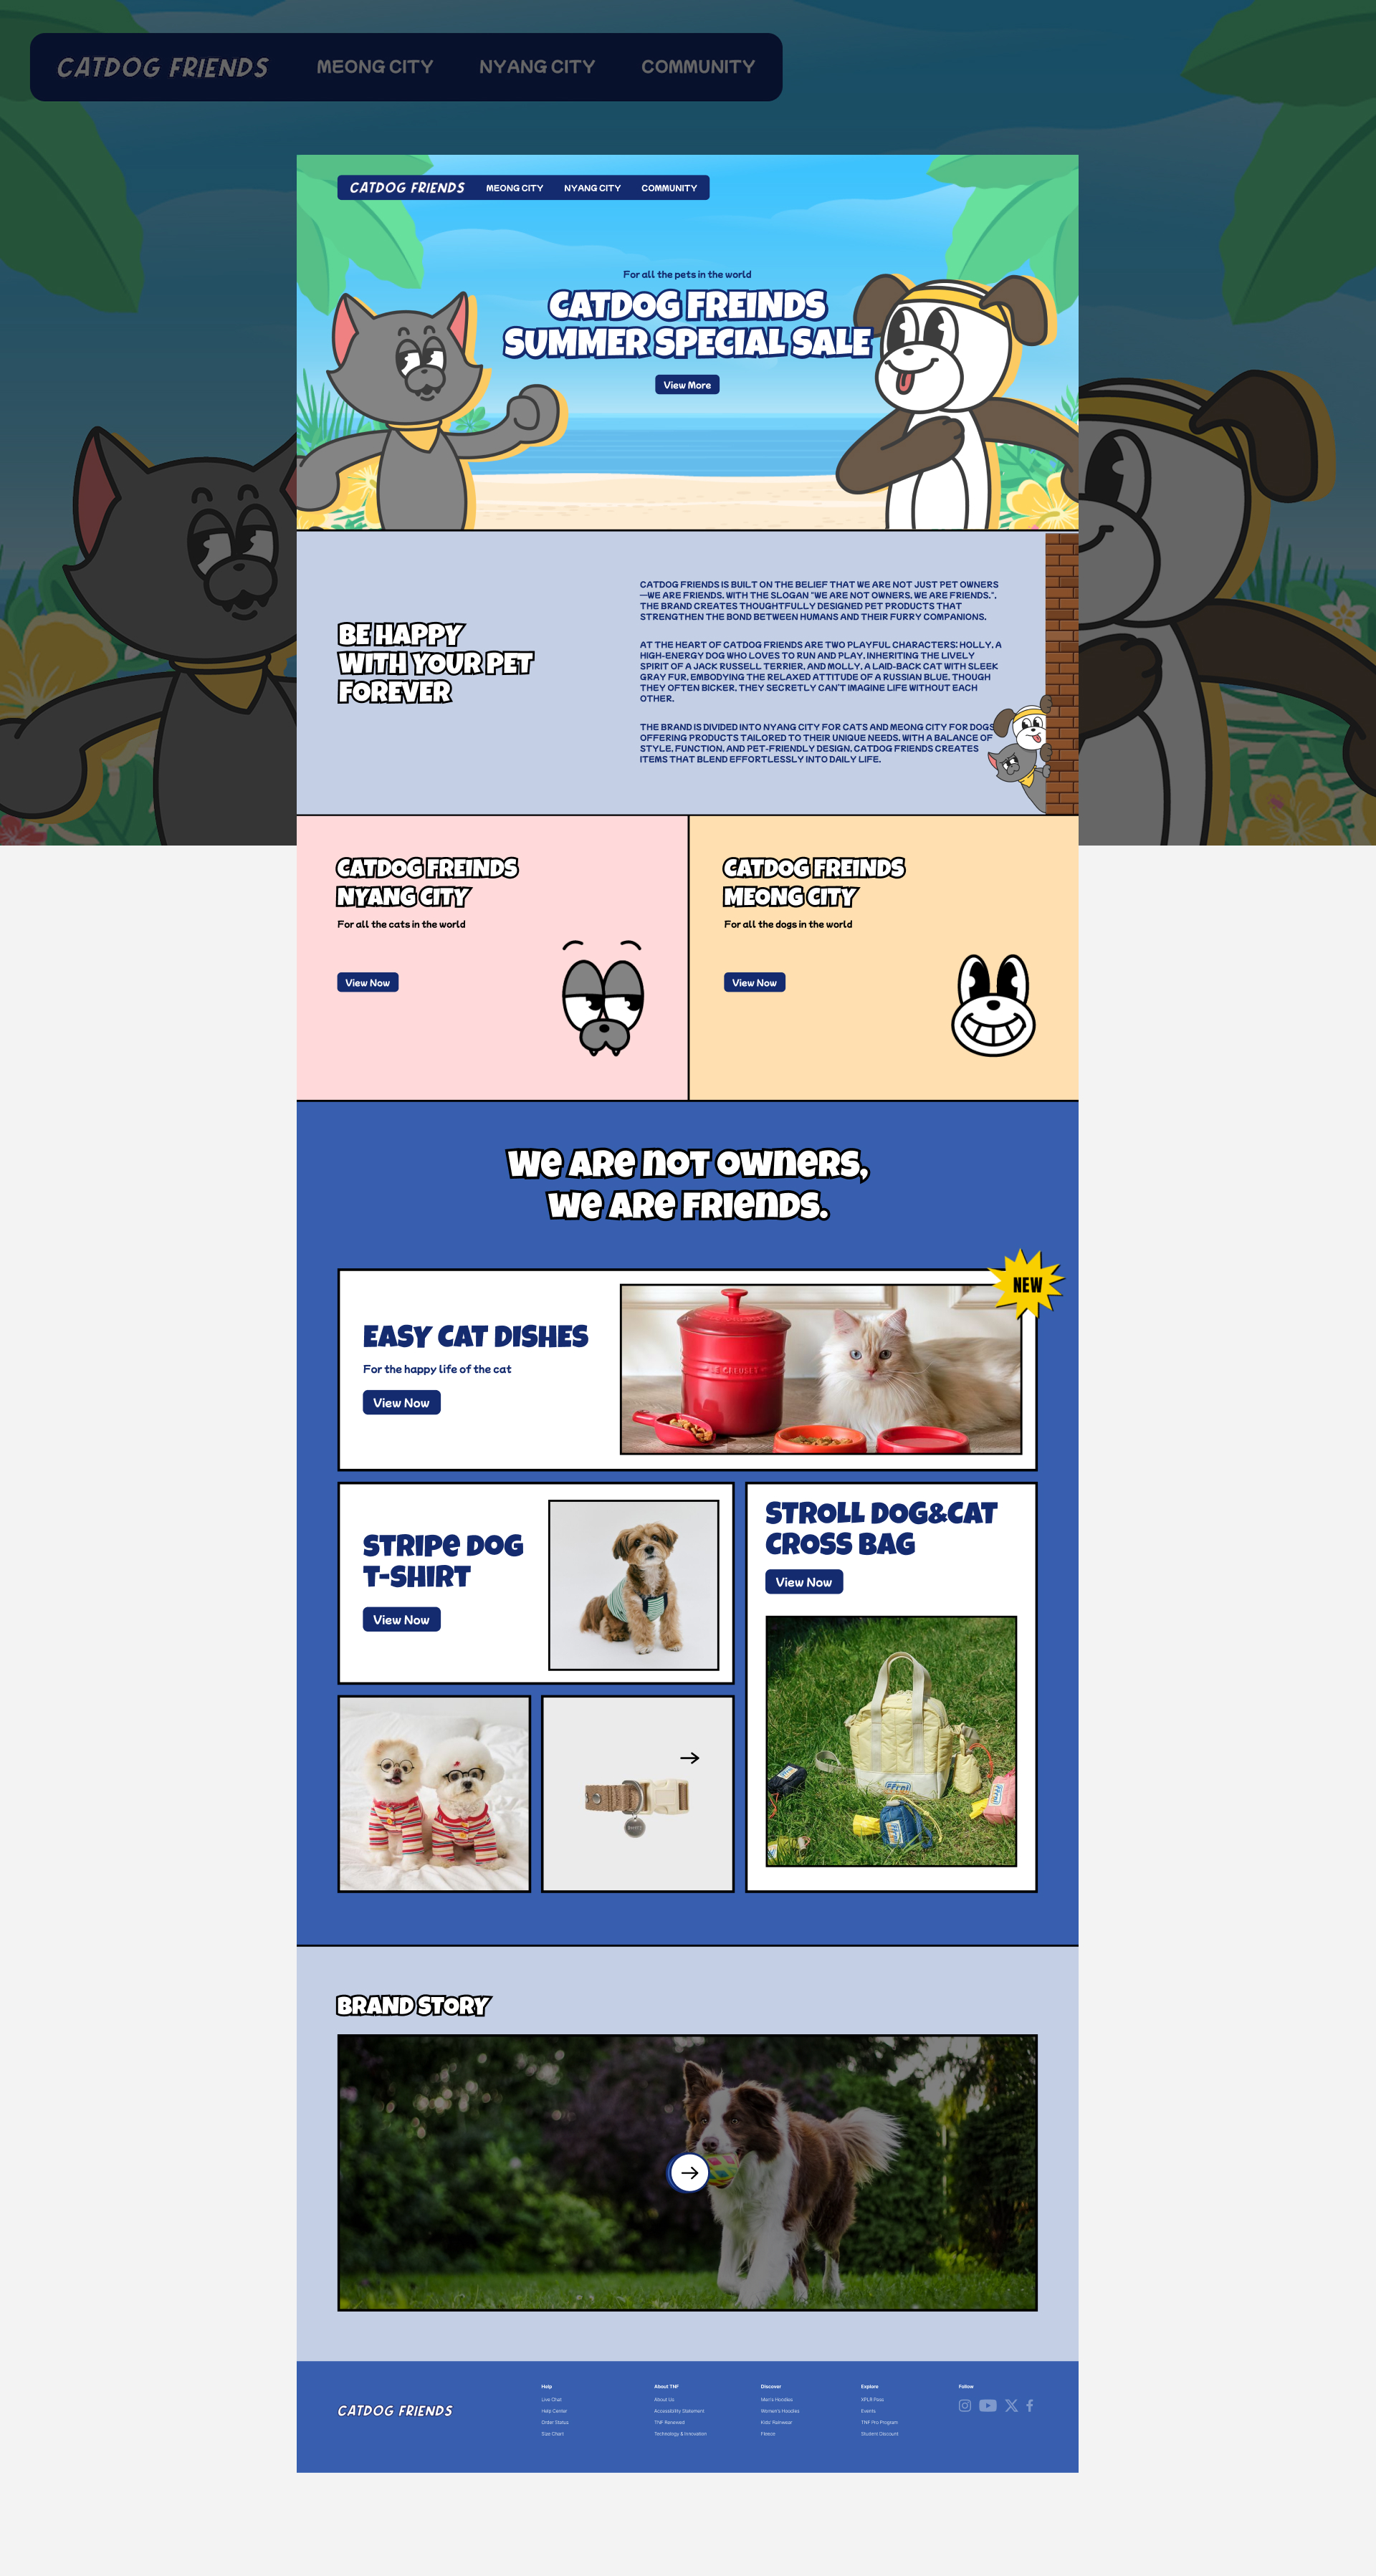 CATDOG FRIENDS MEONG CITY NYANG CITY COMMUNITY
CATDOG FRIENDS MEONG CITY NYANG CITY COMMUNITY
For all the pets in the world
CATDOG FREINDS
SUMMER SPECIAL SALE
View More
BE HAPPY
WITH YOUR PET
FOREVER
CATDOG FRIENDS IS BUILT ON THE BELIEF THAT WE ARE NOT JUST PET OWNERS
—WE ARE FRIENDS. WITH THE SLOGAN "WE ARE NOT OWNERS, WE ARE FRIENDS.",
THE BRAND CREATES THOUGHTFULLY DESIGNED PET PRODUCTS THAT
STRENGTHEN THE BOND BETWEEN HUMANS AND THEIR FURRY COMPANIONS.
AT THE HEART OF CATDOG FRIENDS ARE TWO PLAYFUL CHARACTERS: HOLLY, A
HIGH-ENERGY DOG WHO LOVES TO RUN AND PLAY, INHERITING THE LIVELY
SPIRIT OF A JACK RUSSELL TERRIER, AND MOLLY, A LAID-BACK CAT WITH SLEEK
GRAY FUR, EMBODYING THE RELAXED ATTITUDE OF A RUSSIAN BLUE. THOUGH
THEY OFTEN BICKER, THEY SECRETLY CAN'T IMAGINE LIFE WITHOUT EACH
OTHER.
THE BRAND IS DIVIDED INTO NYANG CITY FOR CATS AND MEONG CITY FOR DOGS
OFFERING PRODUCTS TAILORED TO THEIR UNIQUE NEEDS. WITH A BALANCE OF
STYLE, FUNCTION, AND PET-FRIENDLY DESIGN, CATDOG FRIENDS CREATES
ITEMS THAT BLEND EFFORTLESSLY INTO DAILY LIFE.
CATDOG FREINDS
NYANG CITY
For all the cats in the world
View Now
CATDOG FREINDS
MEONG CITY
For all the dogs in the world
View Now
We are not owners,
we are friends.
NEW
EASY CAT DISHES
For the happy life of the cat
View Now
LE CREUSET
STRIPe DOG
T-SHIRT
View Now
STROLL DOG&CAT
CROSS BAG
View Now
BRAND STORY
CATDOG FRIENDS
Help
Live Chat
Help Center
Order Status
Size Chart
About TNF
About Us
Accessibility Statement
TNF Renewed
Technology & Innovation
Discover
Men's Hoodies
Women's Hoodies
Kids' Rainwear
Fleece
Explore
XPLR Pass
Events
TNF Pro Program
Student Discount
Follow